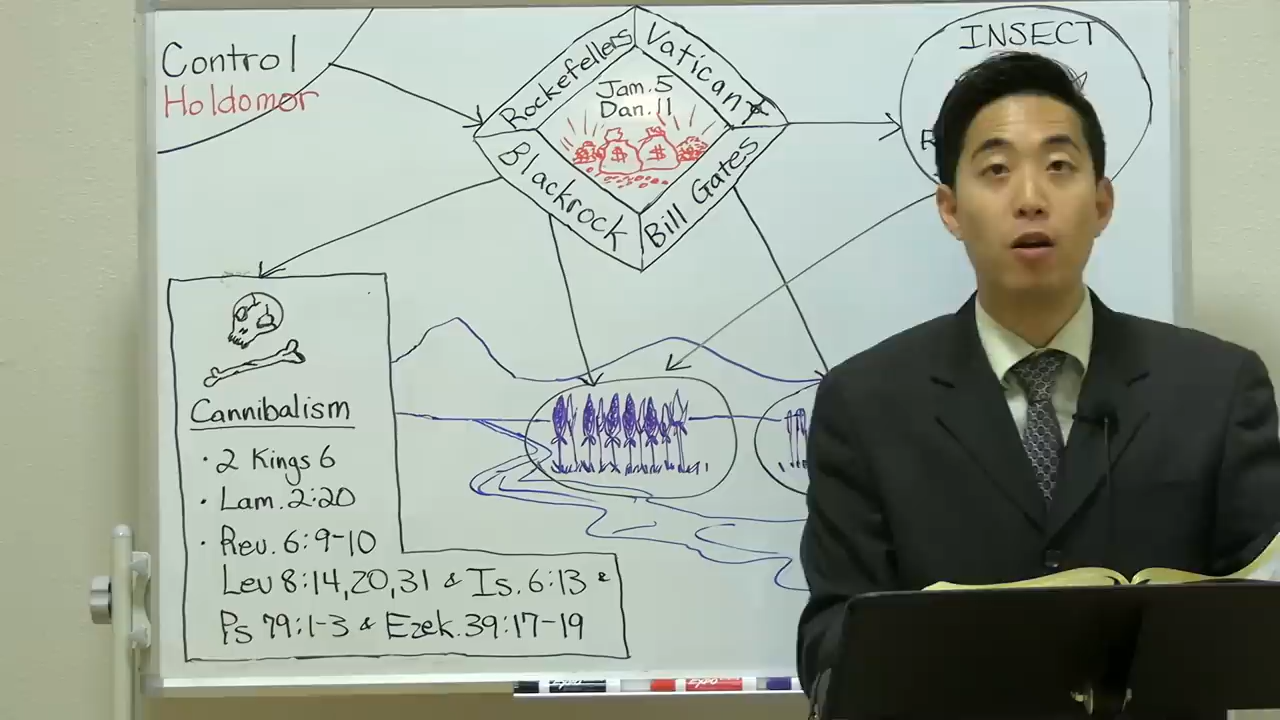 Control
Holdomor
Rockefellers
Vatican
Jam. 5
Dan. 11
$ $
Blackrock
Bill Gates
INSECT
R
Cannibalism
· 2 Kings 6
· Lam. 2:20
· Rev. 6:9-10
Lev 8:14,20,31 & Is. 6:13 &
Ps 79:1-3 & Ezek. 39:17-19
EXPO